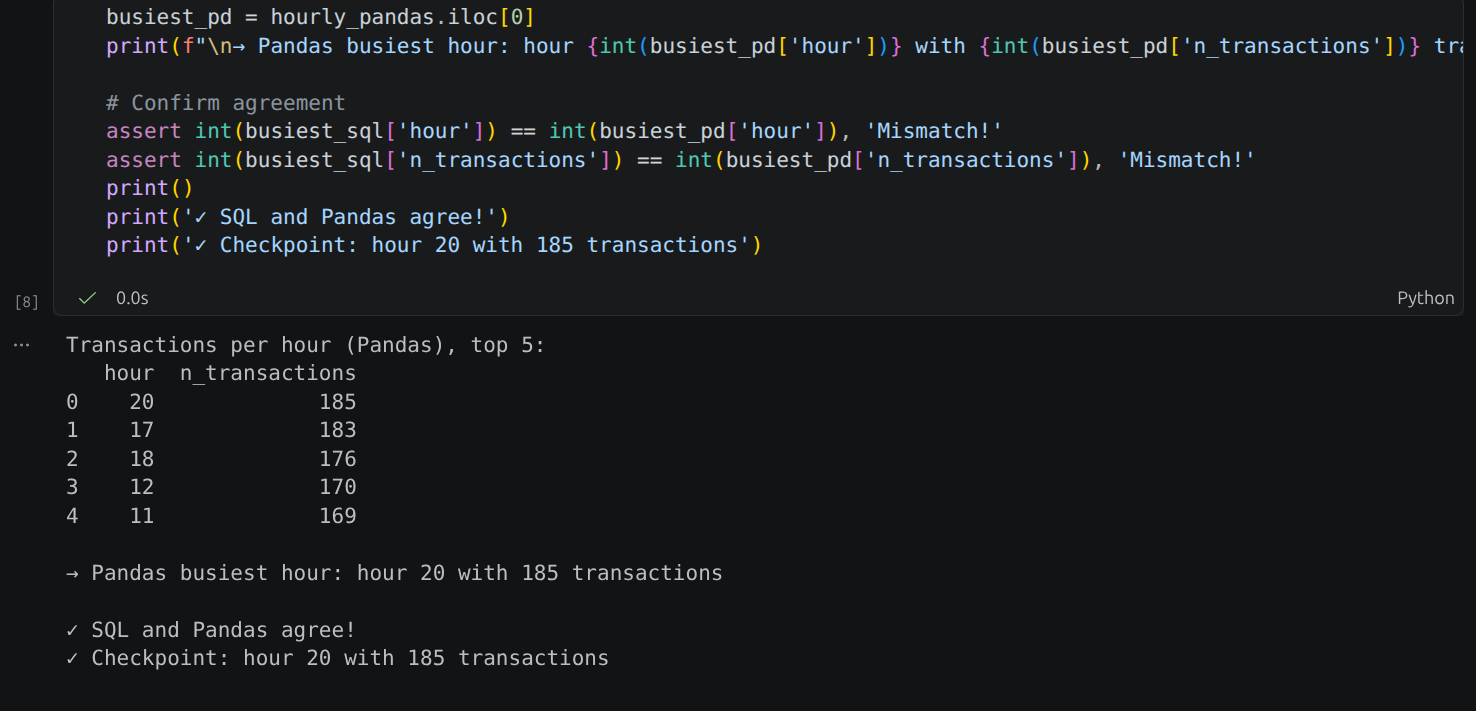 busiest_pd = hourly_pandas.iloc[0]
print(f"\n→ Pandas busiest hour: hour {int(busiest_pd['hour'])} with {int(busiest_pd['n_transactions'])} tra
# Confirm agreement
assert int(busiest_sql['hour']) == int(busiest_pd['hour']), 'Mismatch!'
assert int(busiest_sql['n_transactions']) == int(busiest_pd['n_transactions']), 'Mismatch!'
print()
print('✓ SQL and Pandas agree!')
print('✓ Checkpoint: hour 20 with 185 transactions')
[8] ✓ 0.0s Python
... Transactions per hour (Pandas), top 5:
hour n_transactions
0 20 185
1 17 183
2 18 176
3 12 170
4 11 169
→ Pandas busiest hour: hour 20 with 185 transactions
✓ SQL and Pandas agree!
✓ Checkpoint: hour 20 with 185 transactions